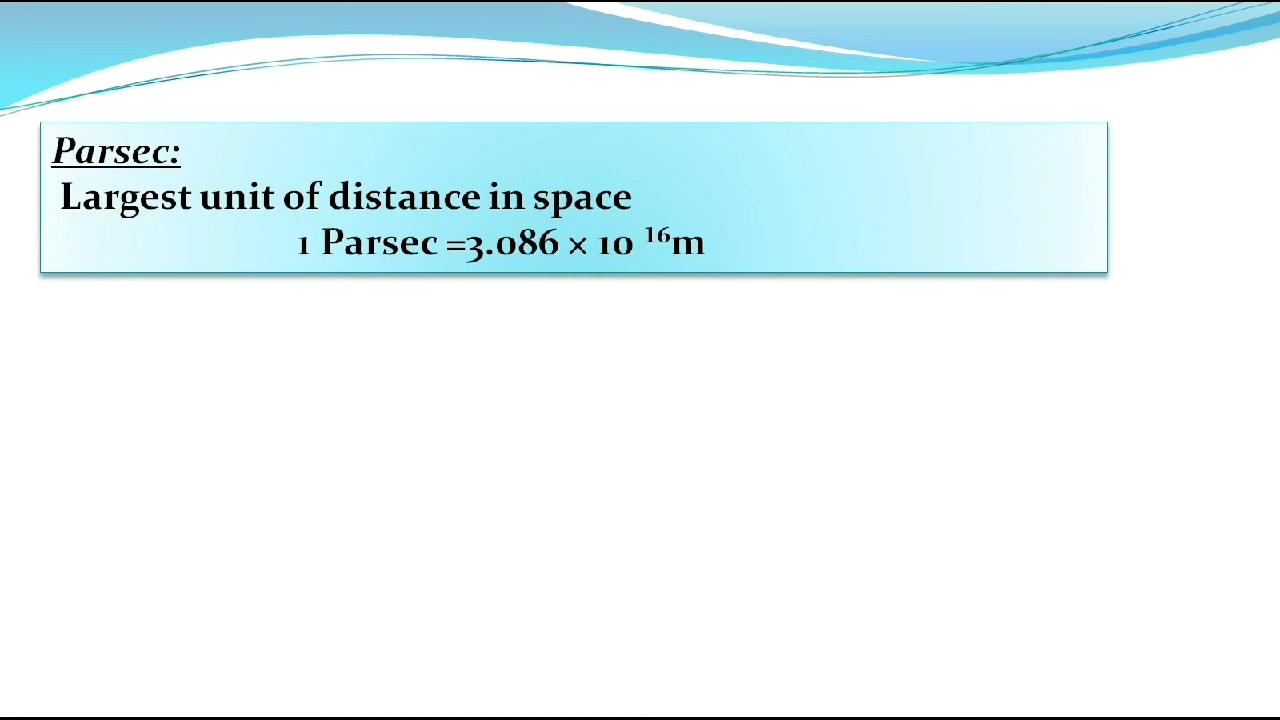 Parsec:
Largest unit of distance in space
1 Parsec =3.086 × 10 ¹⁶m